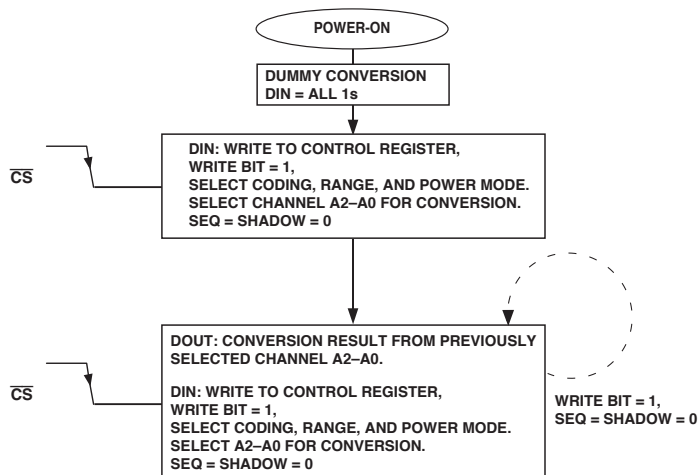 POWER-ON
DUMMY CONVERSION
DIN = ALL 1s
CS
DIN: WRITE TO CONTROL REGISTER,
WRITE BIT = 1,
SELECT CODING, RANGE, AND POWER MODE.
SELECT CHANNEL A2–A0 FOR CONVERSION.
SEQ = SHADOW = 0
CS
DOUT: CONVERSION RESULT FROM PREVIOUSLY
SELECTED CHANNEL A2–A0.
DIN: WRITE TO CONTROL REGISTER,
WRITE BIT = 1,
SELECT CODING, RANGE, AND POWER MODE.
SELECT A2–A0 FOR CONVERSION.
SEQ = SHADOW = 0
WRITE BIT = 1,
SEQ = SHADOW = 0